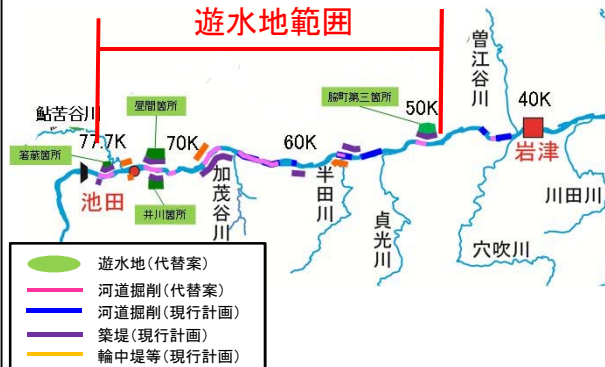 遊水地範囲
曽江谷川
脇町第三箇所
50K
40K
昼間箇所
鮎苦谷川
77.7K
70K
60K
岩津
箸蔵箇所
池田
加茂谷川
半田川
貞光川
川田川
井川箇所
穴吹川
遊水地(代替案)
河道掘削(代替案)
河道掘削(現行計画)
築堤(現行計画)
輪中堤等(現行計画)